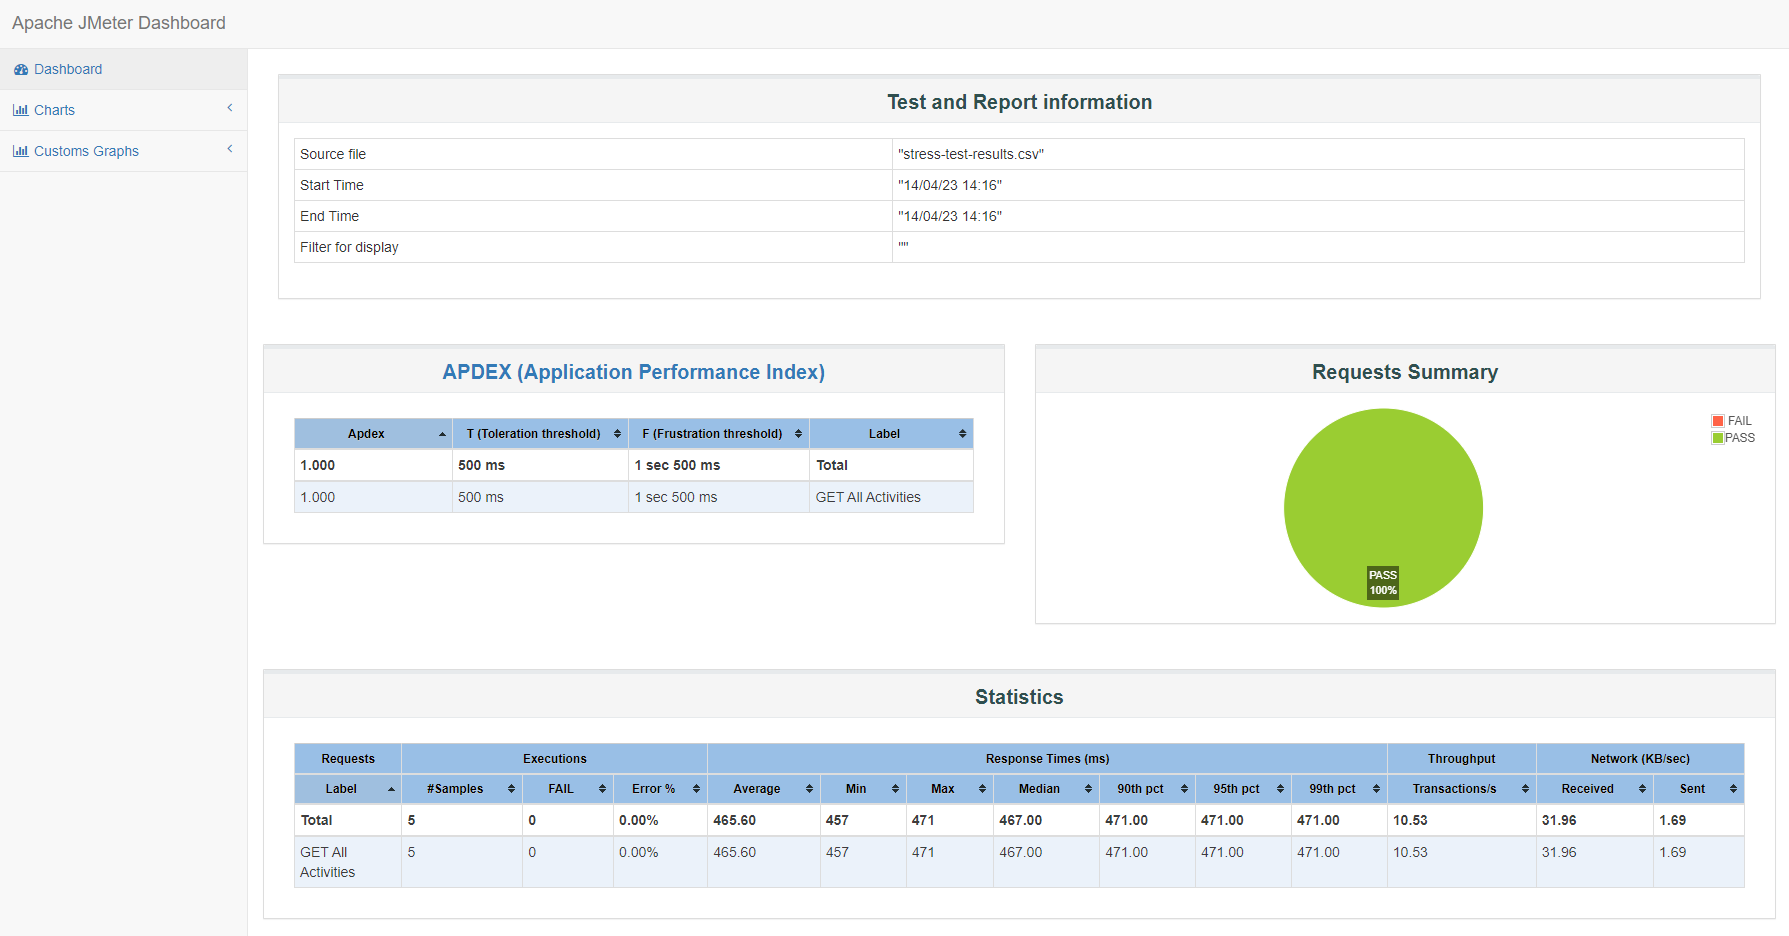 Apache JMeter Dashboard
Dashboard
Charts
Customs Graphs
Test and Report information
Source file "stress-test-results.csv"
Start Time "14/04/23 14:16"
End Time "14/04/23 14:16"
Filter for display ""
APDEX (Application Performance Index)
Apdex T (Toleration threshold) F (Frustration threshold) Label
1.000 500 ms 1 sec 500 ms Total
1.000 500 ms 1 sec 500 ms GET All Activities
Requests Summary
FAIL
PASS
PASS
100%
Statistics
Requests Executions Response Times (ms) Throughput Network (KB/sec)
Label #Samples FAIL Error % Average Min Max Median 90th pct 95th pct 99th pct Transactions/s Received Sent
Total 5 0 0.00% 465.60 457 471 467.00 471.00 471.00 471.00 10.53 31.96 1.69
GET All 5 0 0.00% 465.60 457 471 467.00 471.00 471.00 471.00 10.53 31.96 1.69
Activities